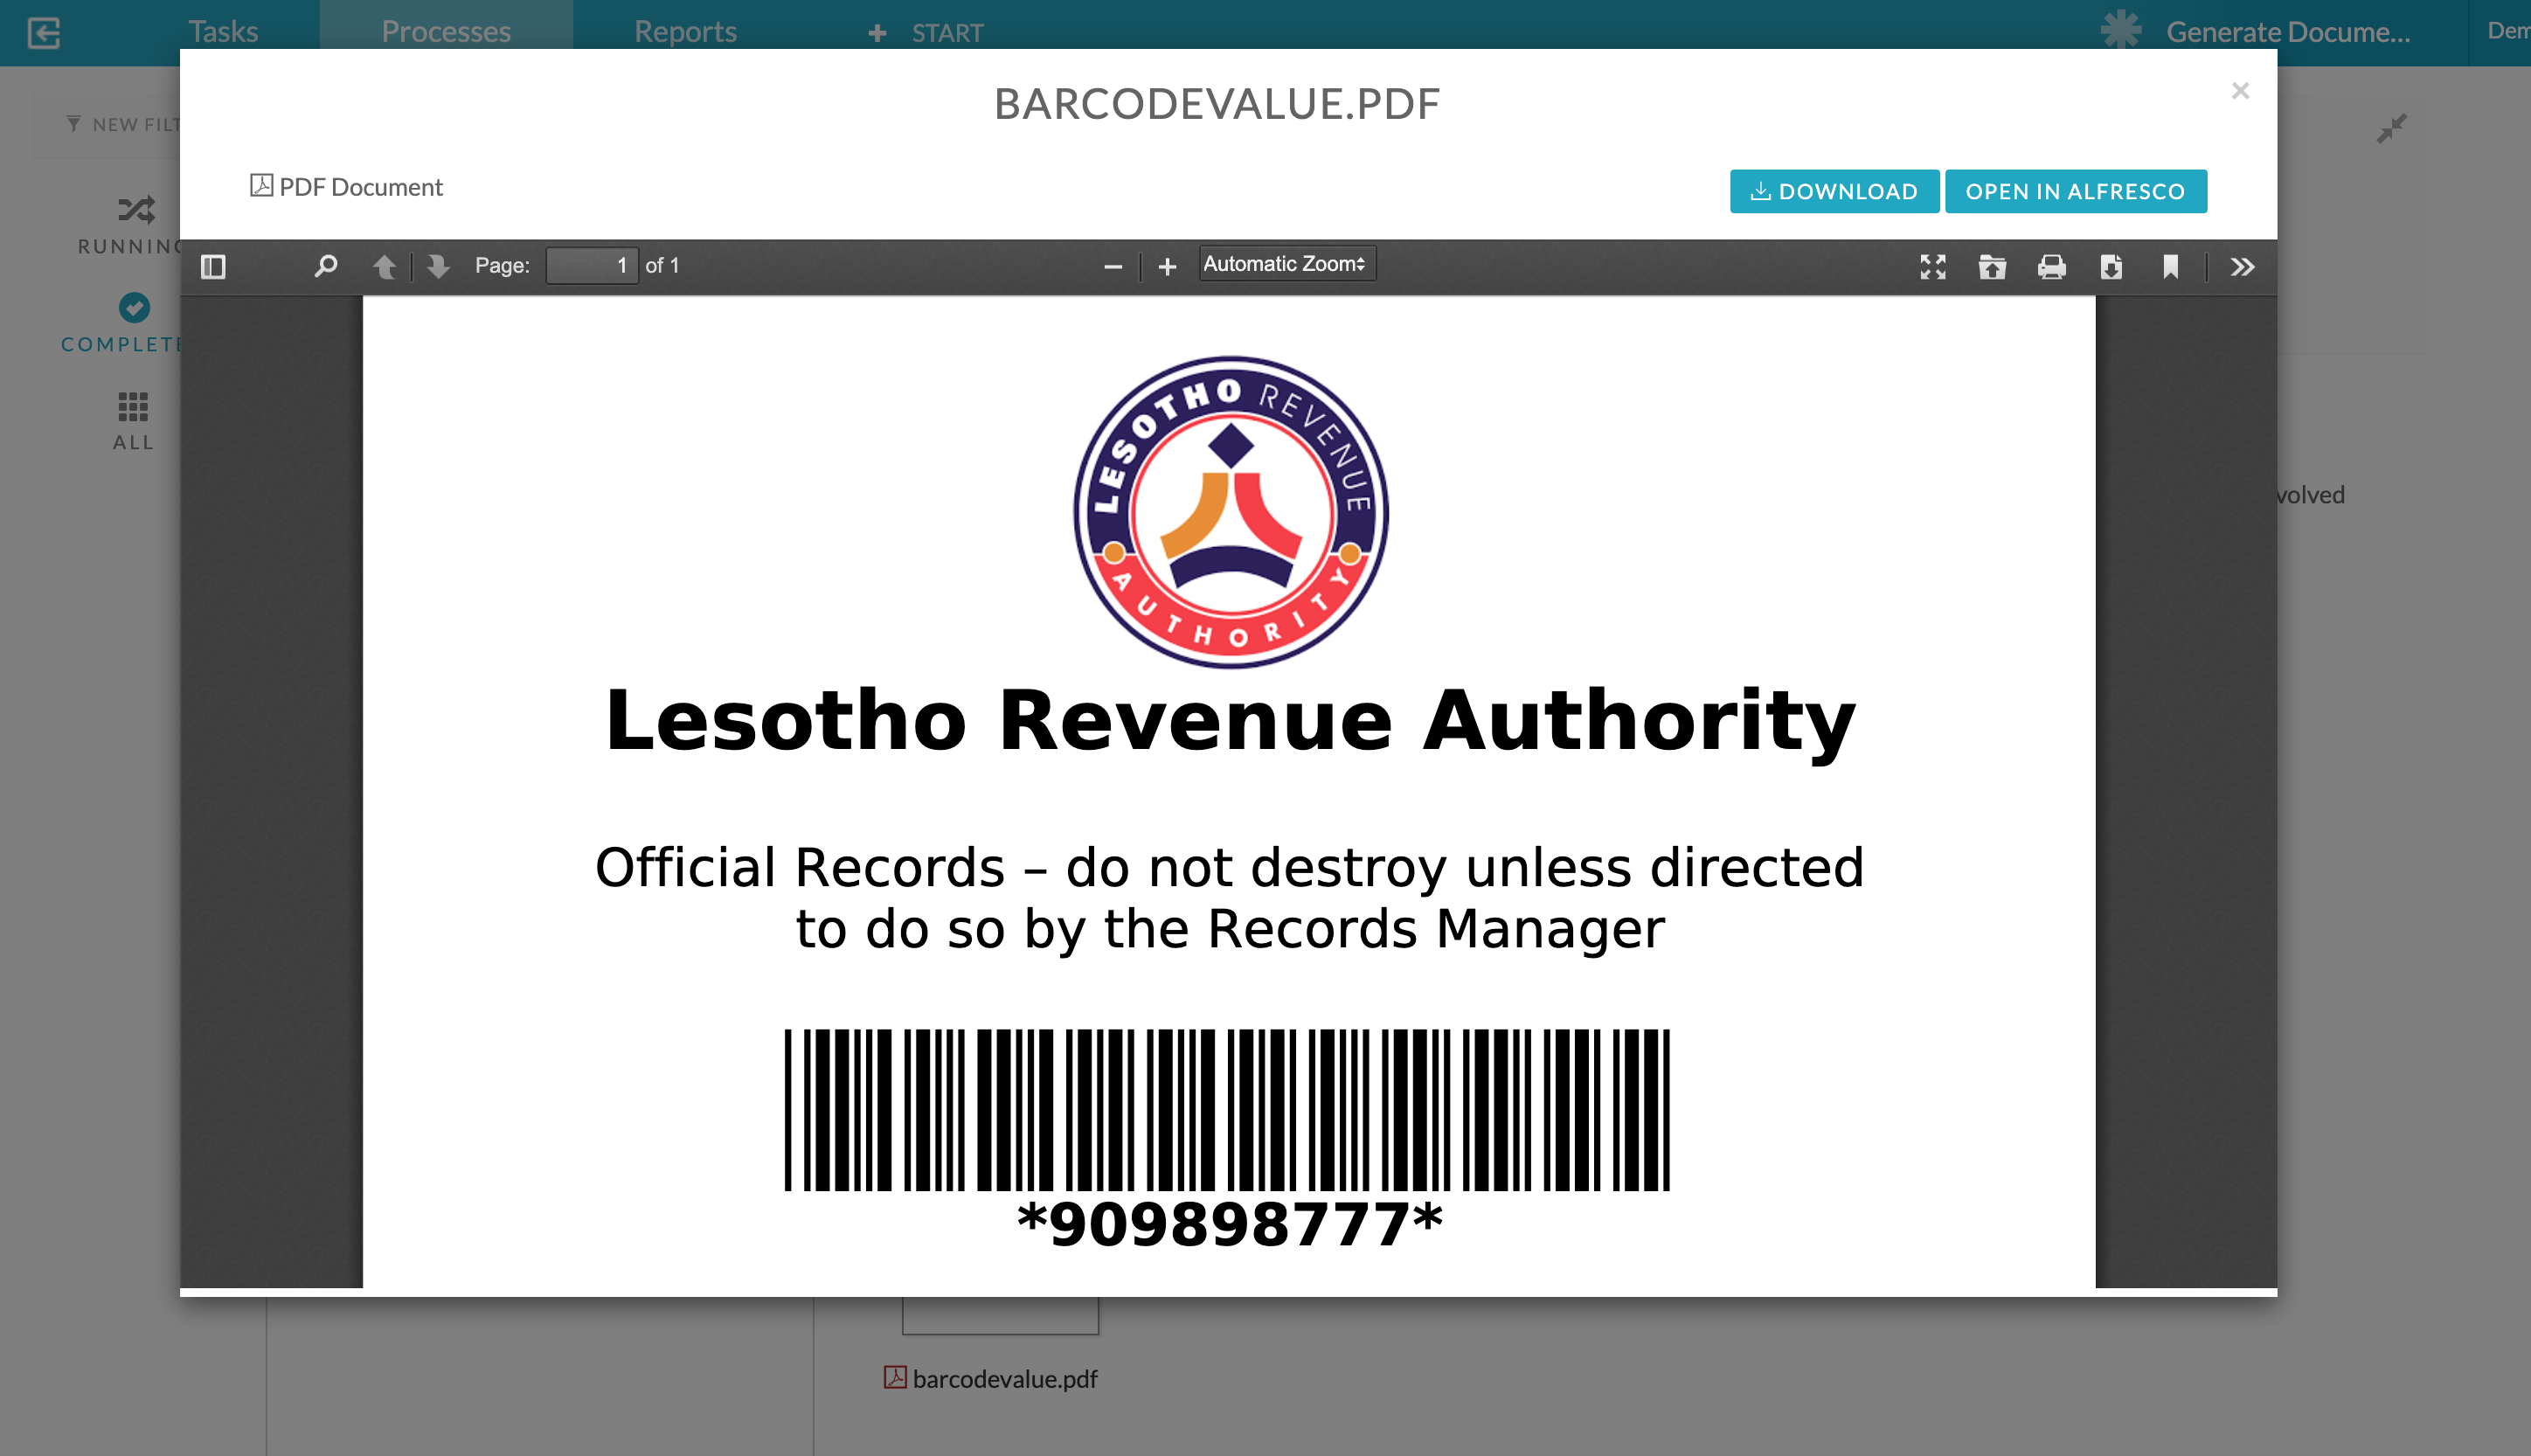 Tasks
Processes
Reports
+ START
Generate Docume...
Dem
NEW FILT
RUNNING
COMPLETE
ALL
BARCODEVALUE.PDF
×
PDF Document
DOWNLOAD
OPEN IN ALFRESCO
Page: 1 of 1
Automatic Zoom
LESOTHO REVENUE
AUTHORITY
Lesotho Revenue Authority
Official Records – do not destroy unless directed
to do so by the Records Manager
*909898777*
volved
barcodevalue.pdf